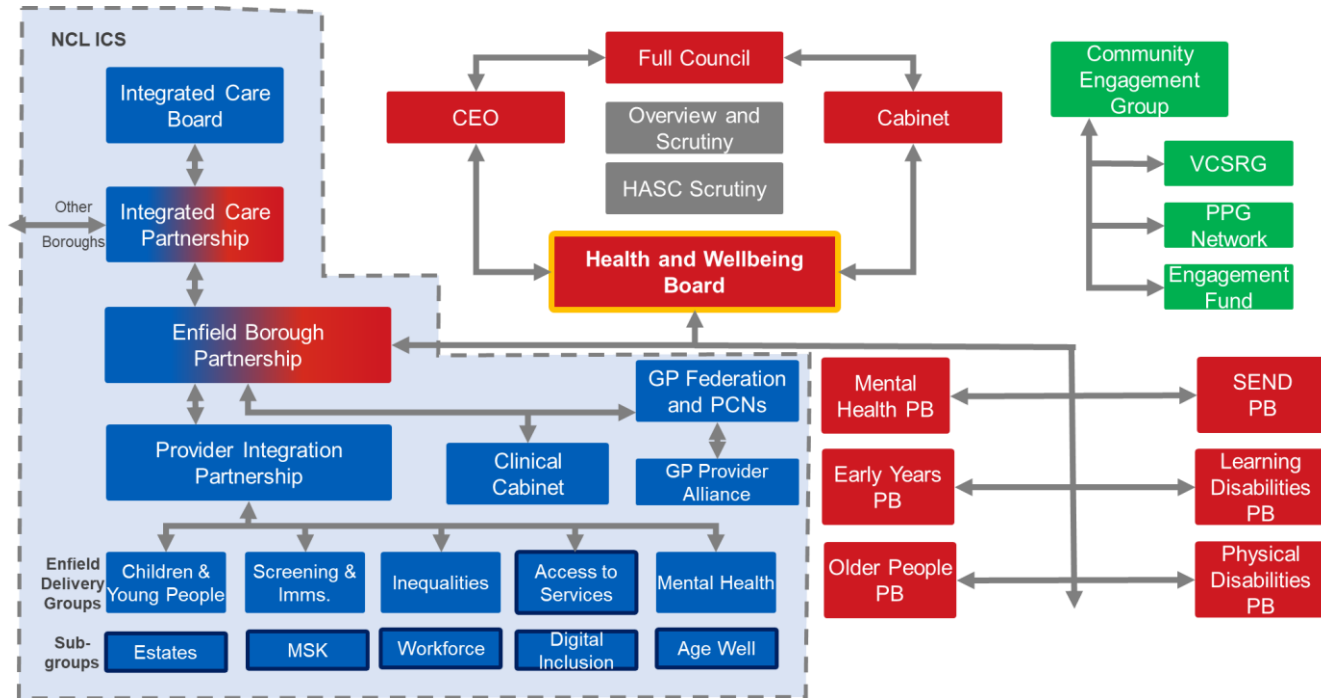 NCL ICS
Integrated Care
Board
Other
Boroughs
Integrated Care
Partnership
Enfield Borough
Partnership
Provider Integration
Partnership
Clinical
Cabinet
GP Federation
and PCNs
GP Provider
Alliance
Enfield
Delivery
Groups
Children &
Young People
Screening &
Imms.
Inequalities
Access to
Services
Mental Health
Sub-
groups
Estates
MSK
Workforce
Digital
Inclusion
Age Well
Full Council
CEO
Overview and
Scrutiny
Cabinet
HASC Scrutiny
Health and Wellbeing
Board
Community
Engagement
Group
VCSRG
PPG
Network
Engagement
Fund
Mental
Health PB
SEND
PB
Early Years
PB
Learning
Disabilities
PB
Older People
PB
Physical
Disabilities
PB